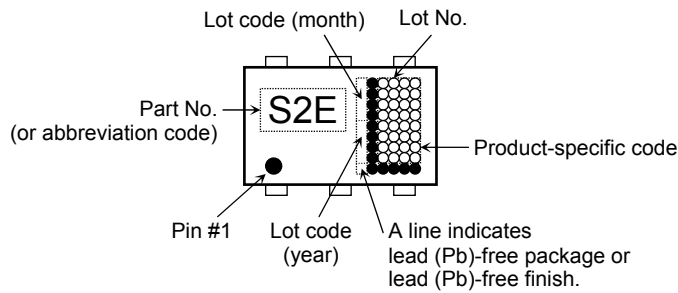 Lot code (month)
Lot No.
Part No.
(or abbreviation code)
S2E
Product-specific code
Pin #1
Lot code
(year)
A line indicates
lead (Pb)-free package or
lead (Pb)-free finish.